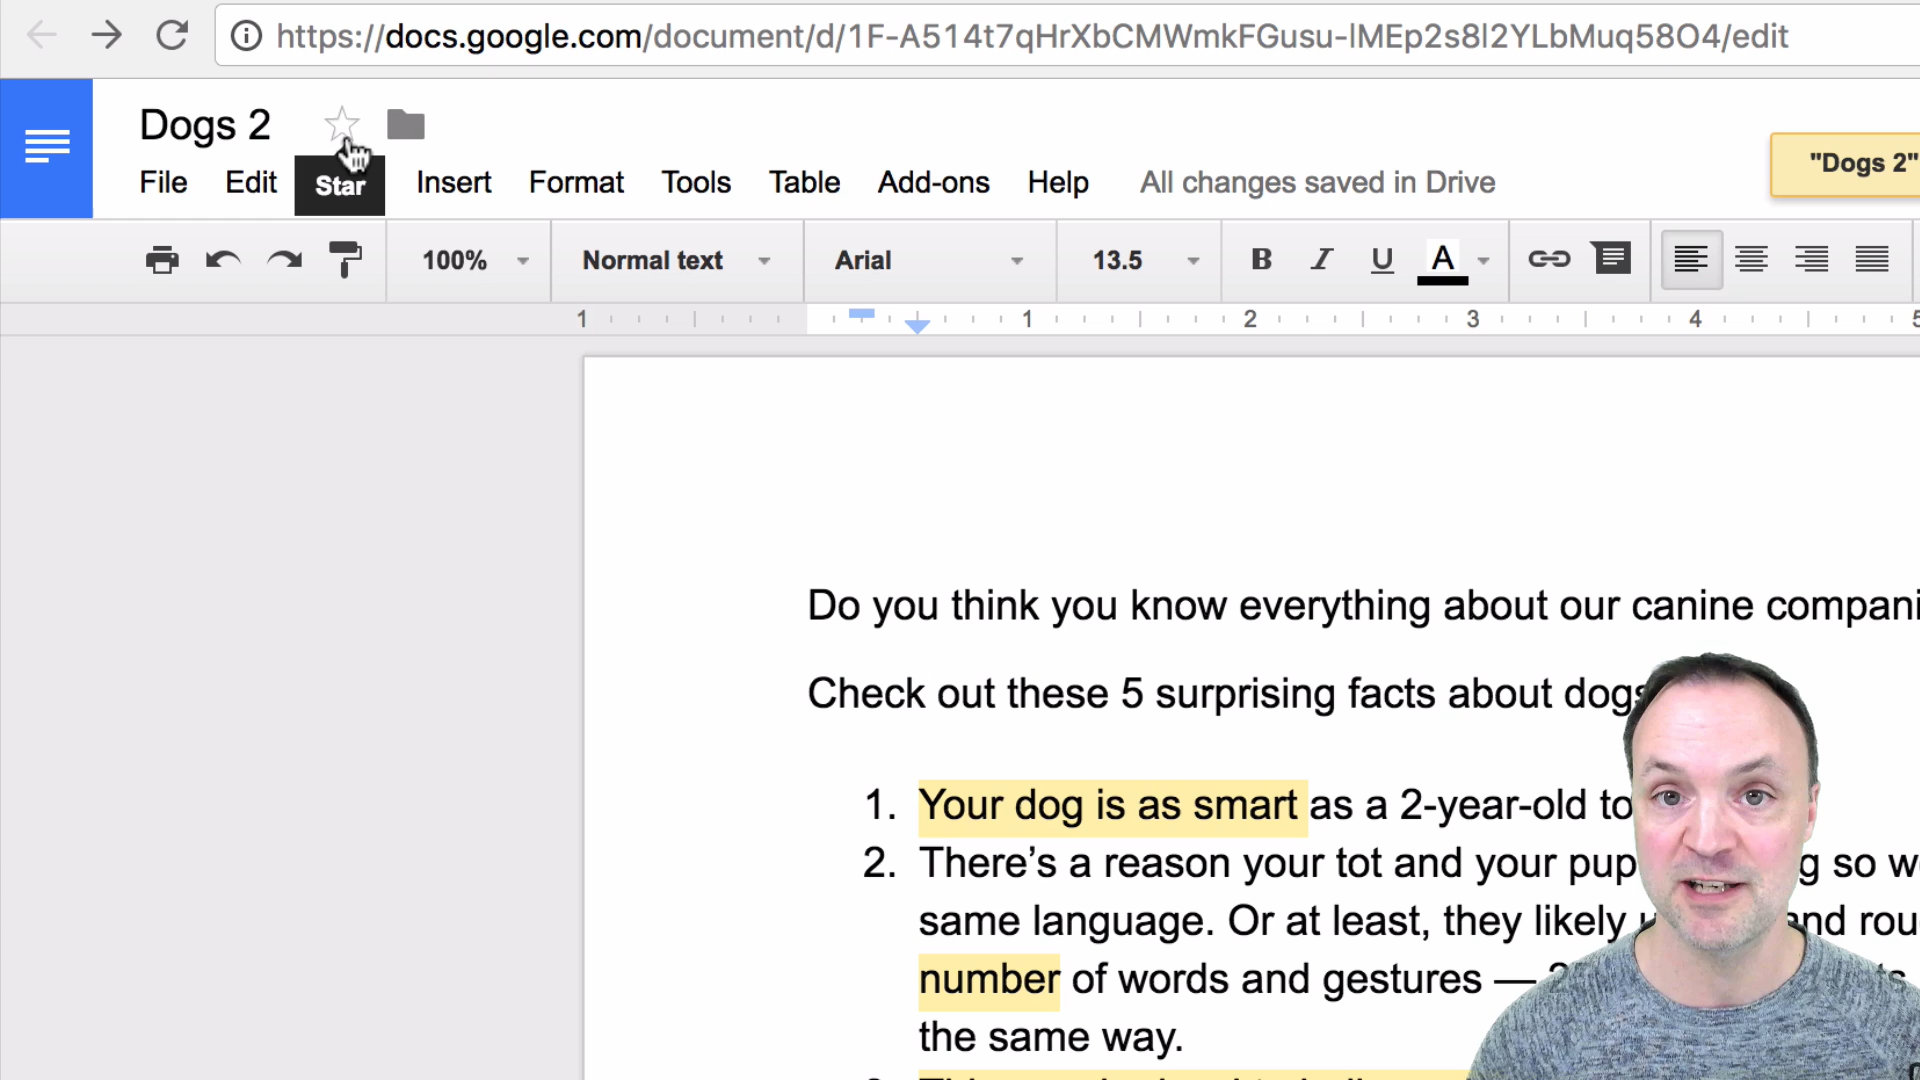 https://docs.google.com/document/d/1F-A514t7qHrXbCMWmkFGusu-lMEp2s8l2YLbMuq58O4/edit
Dogs 2
"Dogs 2"
File Edit Star Insert Format Tools Table Add-ons Help All changes saved in Drive
100% Normal text Arial 13.5 B I U A
1 1 2 3 4 5
Do you think you know everything about our canine compani
Check out these 5 surprising facts about dogs
1. Your dog is as smart as a 2-year-old to
2. There’s a reason your tot and your pup g so w
same language. Or at least, they likely u nd rou
number of words and gestures —
the same way.